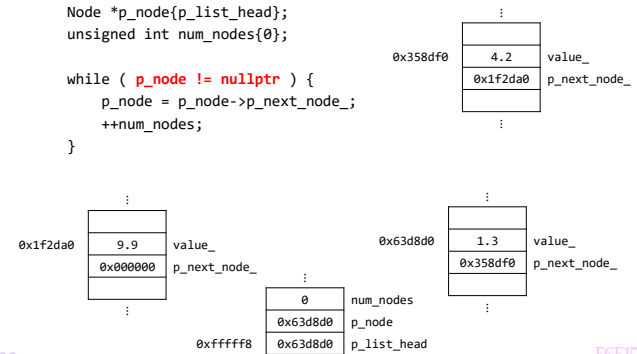 Node *p_node{p_list_head};
unsigned int num_nodes{0};
while ( p_node != nullptr ) {
p_node = p_node->p_next_node_;
++num_nodes;
}
⋮
0x358df0 4.2 value_
0x1f2da0 p_next_node_
⋮
⋮
0x1f2da0 9.9 value_
0x000000 p_next_node_
⋮
⋮
0x63d8d0 1.3 value_
0x358df0 p_next_node_
⋮
⋮
0 num_nodes
0x63d8d0 p_node
0xfffff8 0x63d8d0 p_list_head